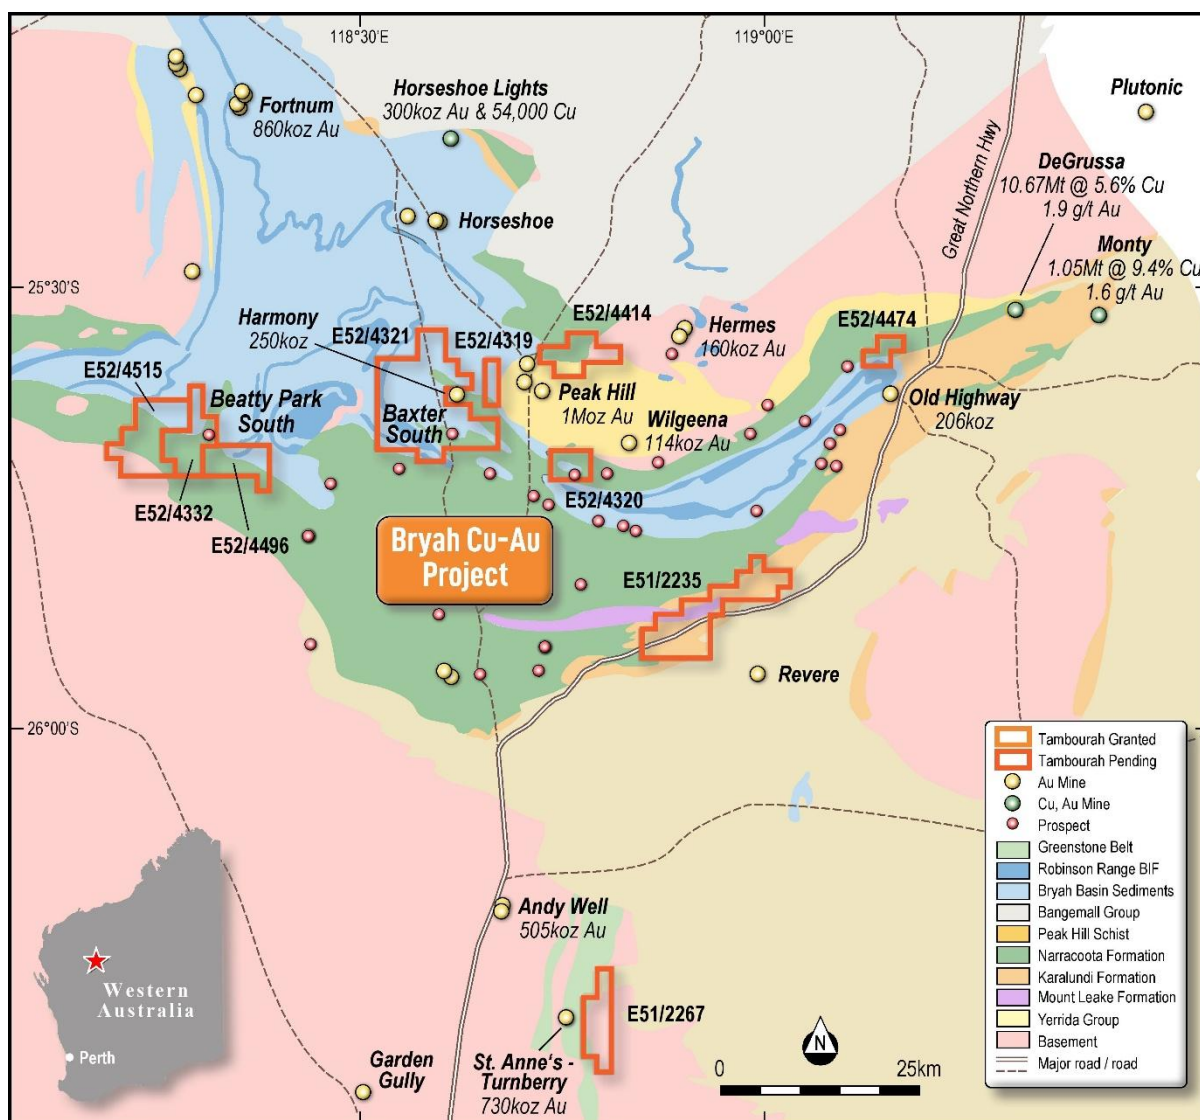 118°30'E
119°00'E
Fortnum
860koz Au
Horseshoe Lights
300koz Au & 54,000 Cu
Plutonic
Great Northern Hwy
DeGrussa
10.67Mt @ 5.6% Cu
1.9 g/t Au
Horseshoe
Monty
1.05Mt @ 9.4% Cu
1.6 g/t Au
25°30'S
Harmony
250koz
E52/4321
E52/4319
E52/4414
Hermes
160koz Au
E52/4474
E52/4515
Beatty Park
South
Baxter
South
Peak Hill
1Moz Au
Wilgeena
114koz Au
Old Highway
206koz
E52/4332
E52/4496
E52/4320
Bryah Cu-Au
Project
E51/2235
Revere
26°00'S
Andy Well
505koz Au
E51/2267
St. Anne's -
Turnberry
730koz Au
Garden
Gully
Western
Australia
Perth
N
0
25km
Tambourah Granted
Tambourah Pending
Au Mine
Cu, Au Mine
Prospect
Greenstone Belt
Robinson Range BIF
Bryah Basin Sediments
Bangemall Group
Peak Hill Schist
Narracoota Formation
Karalundi Formation
Mount Leake Formation
Yerrida Group
Basement
Major road / road